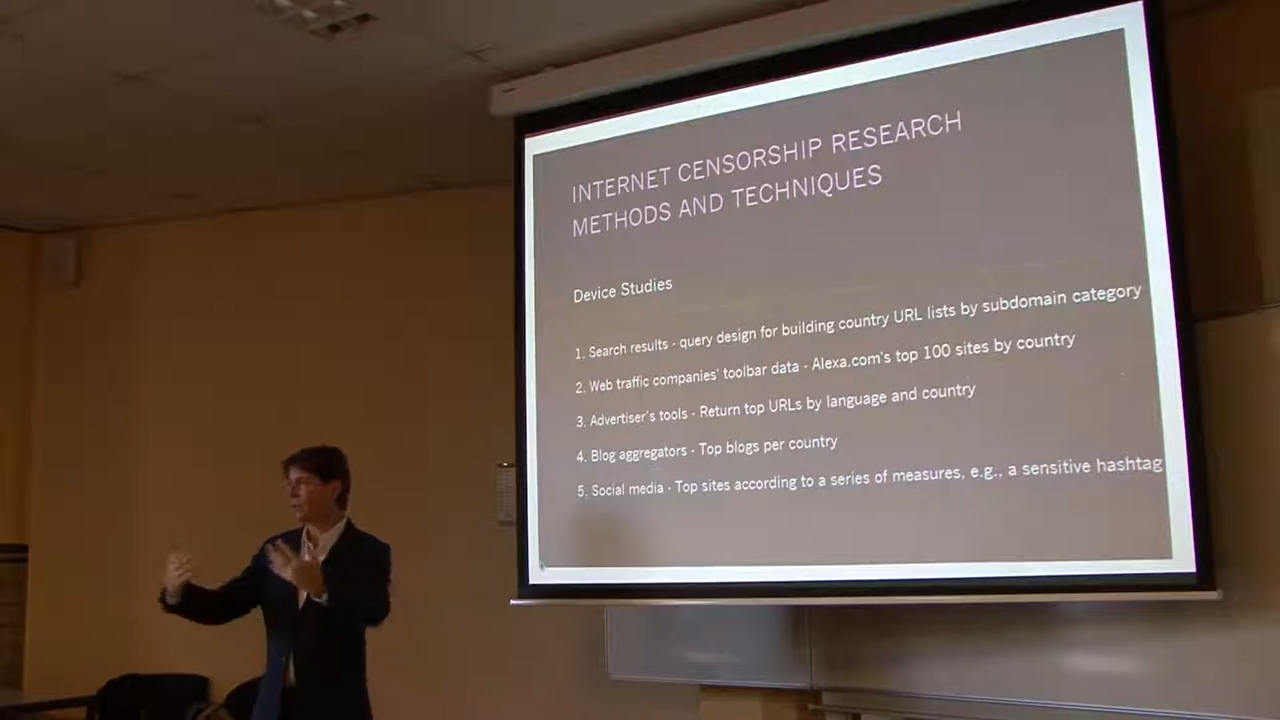 INTERNET CENSORSHIP RESEARCH
METHODS AND TECHNIQUES
Device Studies
1. Search results - query design for building country URL lists by subdomain category
2. Web traffic companies' toolbar data - Alexa.com's top 100 sites by country
3. Advertiser's tools - Return top URLs by language and country
4. Blog aggregators - Top blogs per country
5. Social media - Top sites according to a series of measures, e.g., a sensitive hashtag